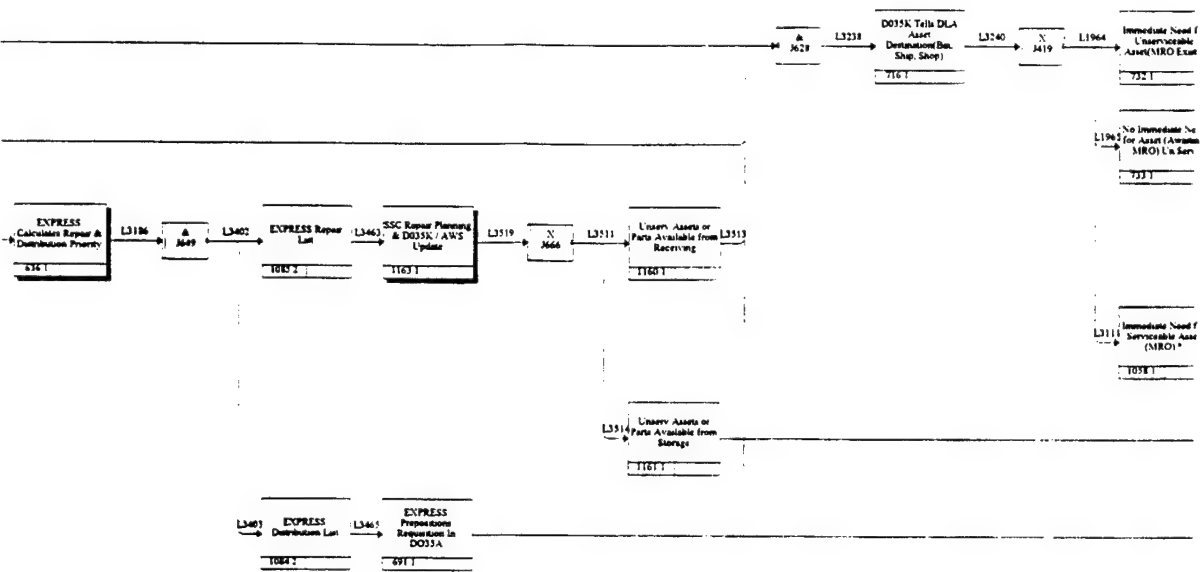 &
J628
L3238
D035K Tells DLA
Asset
Destination(Bin,
Ship, Shop)
716.1
L3240
X
J419
L1964
Immediate Need f
Unserviceable
Asset(MRO Exist
732.1
L1965
No Immediate Ne
for Asset (Awaitin
MRO) Un Serv
733.1
EXPRESS
Calculates Repair &
Distribution Priority
636.1
L3186
&
J649
L3402
EXPRESS Repair
List
1085.2
L3463
SSC Repair Planning
& D035K / AWS
Update
1163.1
L3519
X
J666
L3511
Unserv Assets or
Parts Available from
Receiving
1160.1
L3513
L3111
Immediate Need f
Serviceable Asse
(MRO) *
1058.1
L3514
Unserv Assets or
Parts Available from
Storage
1161.1
L3403
EXPRESS
Distribution List
1084.2
L3465
EXPRESS
Prepositions
Requisition In
DO35A
691.1